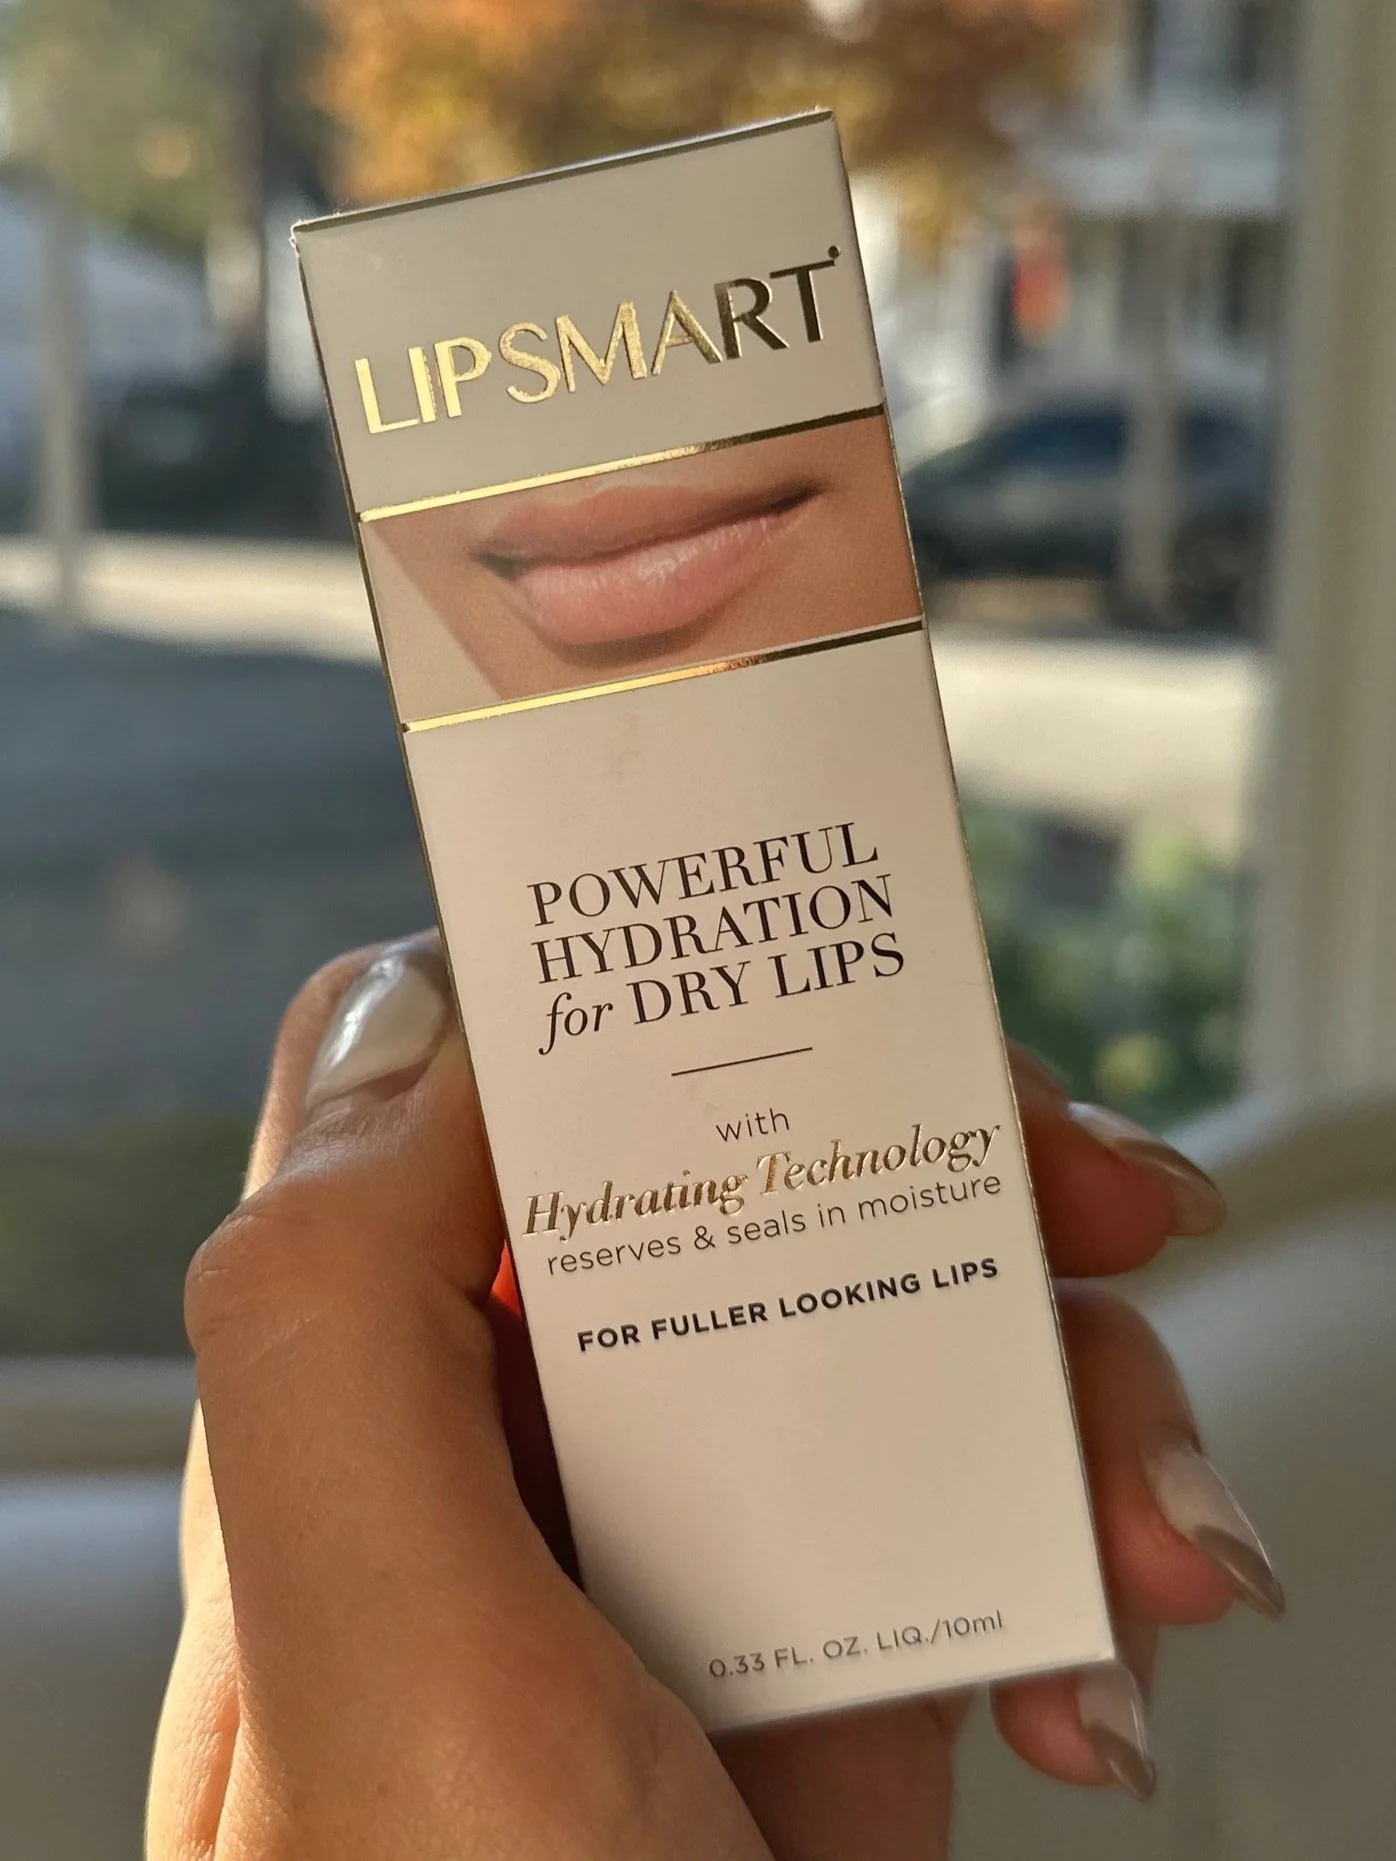 LIPSMART
POWERFUL
HYDRATION
for DRY LIPS
with
Hydrating Technology
reserves & seals in moisture
FOR FULLER LOOKING LIPS
0.33 FL. OZ. LIQ./10ml